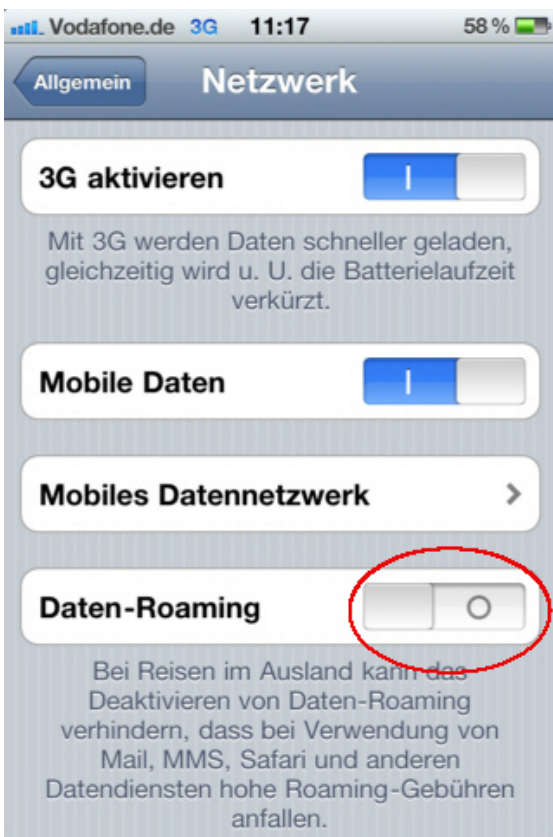 Vodafone.de 3G 11:17 58 %
Allgemein Netzwerk
3G aktivieren
Mit 3G werden Daten schneller geladen,
gleichzeitig wird u. U. die Batterielaufzeit
verkürzt.
Mobile Daten
Mobiles Datennetzwerk
Daten-Roaming
Bei Reisen im Ausland kann das
Deaktivieren von Daten-Roaming
verhindern, dass bei Verwendung von
Mail, MMS, Safari und anderen
Datendiensten hohe Roaming-Gebühren
anfallen.